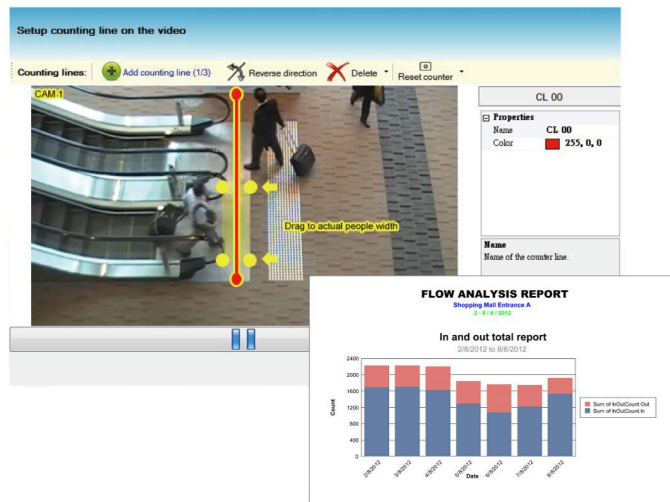 Setup counting line on the video
Counting lines: Add counting line (1/3) Reverse direction Delete Reset counter
CAM 1
CL 00
Properties
Name CL 00
Color 255, 0, 0
Drag to actual people width
Name
Name of the counter line.
FLOW ANALYSIS REPORT
Shopping Mall Entrance A
2 - 8 / 8 / 2012
In and out total report
2/8/2012 to 8/8/2012
2400
2000
1600
1200
800
400
0
Count
2/8/2012 3/8/2012 4/8/2012 5/8/2012 6/8/2012 7/8/2012 8/8/2012
Date
Sum of InOutCount.Out
Sum of InOutCount.In